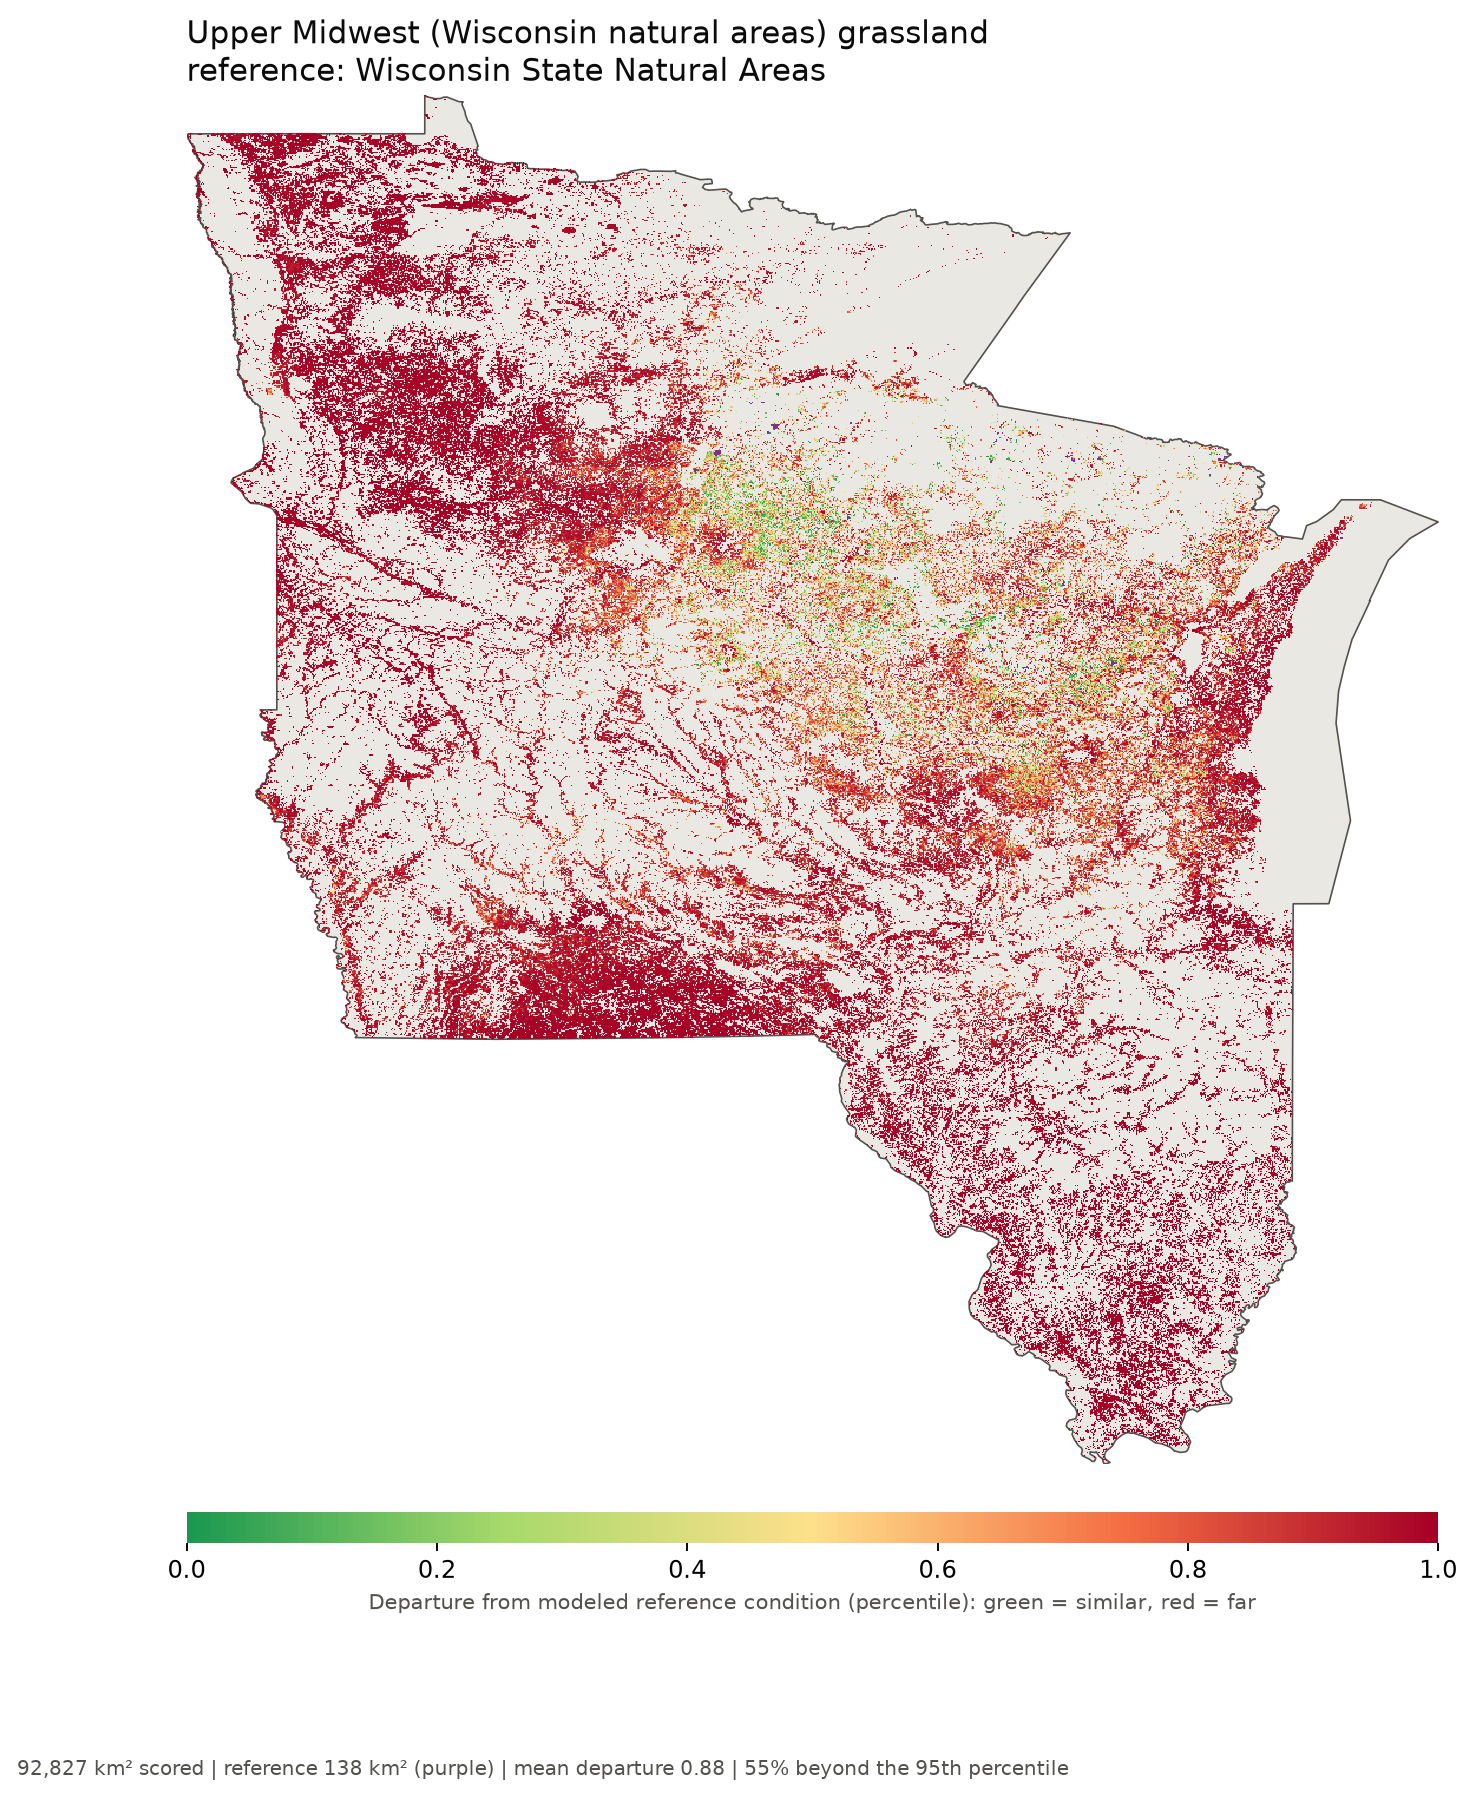 Upper Midwest (Wisconsin natural areas) grassland
reference: Wisconsin State Natural Areas
0.0 0.2 0.4 0.6 0.8 1.0
Departure from modeled reference condition (percentile): green = similar, red = far
92,827 km² scored | reference 138 km² (purple) | mean departure 0.88 | 55% beyond the 95th percentile